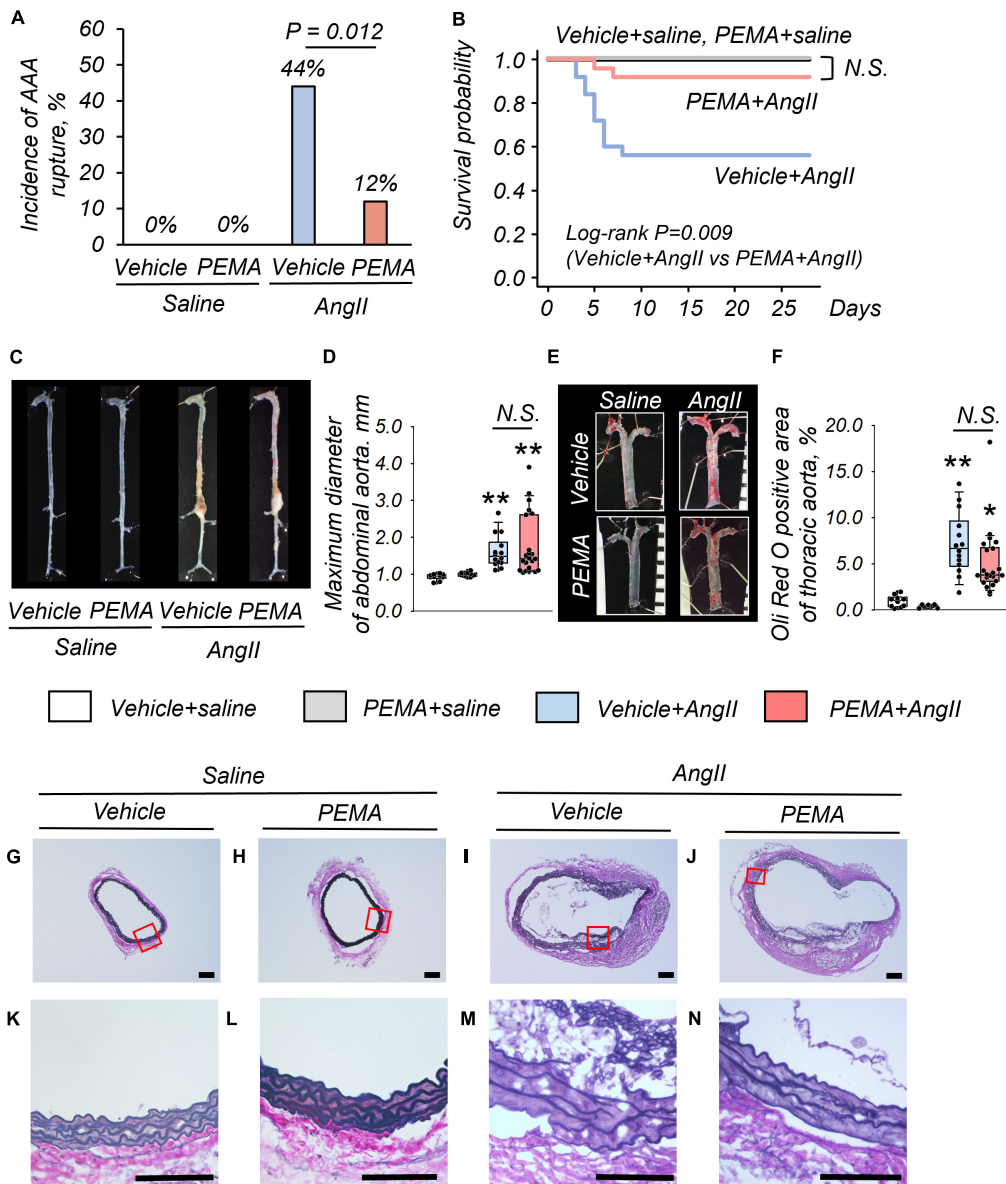 A
Incidence of AAA
rupture, %
60
50
40
30
20
10
0
P = 0.012
44%
12%
0%
0%
Vehicle PEMA
Vehicle PEMA
Saline
AngII
B
Survival probability
1.0
0.8
0.6
0.4
0.2
0.0
Vehicle+saline, PEMA+saline
N.S.
PEMA+AngII
Vehicle+AngII
Log-rank P=0.009
(Vehicle+AngII vs PEMA+AngII)
0 5 10 15 20 25 Days
C
Vehicle PEMA
Vehicle PEMA
Saline
AngII
D
Maximum diameter
of abdominal aorta. mm
5.0
4.0
3.0
2.0
1.0
0.0
N.S.
**
**
E
Saline
AngII
Vehicle
PEMA
F
Oli Red O positive area
of thoracic aorta, %
20.0
15.0
10.0
5.0
0.0
N.S.
**
*
Vehicle+saline
PEMA+saline
Vehicle+AngII
PEMA+AngII
Saline
AngII
Vehicle
PEMA
Vehicle
PEMA
G
H
I
J
K
L
M
N